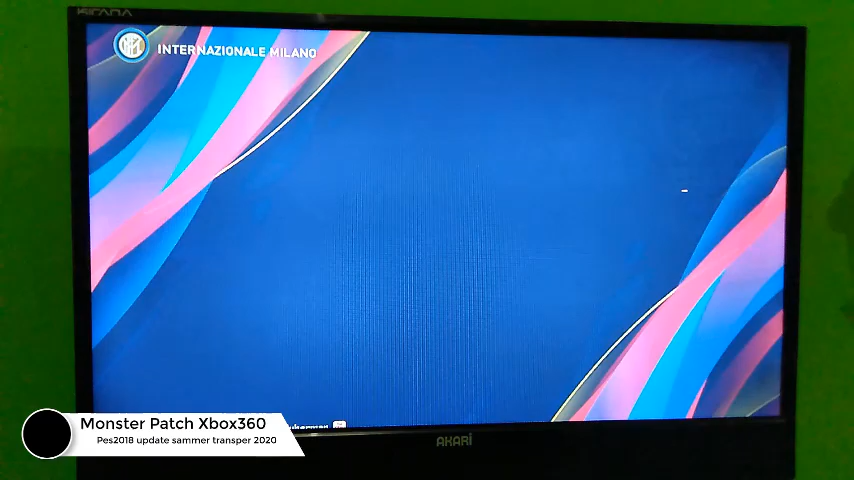 INTERNAZIONALE MILANO
Monster Patch Xbox360
Pes2018 update sammer transper 2020
AKARI